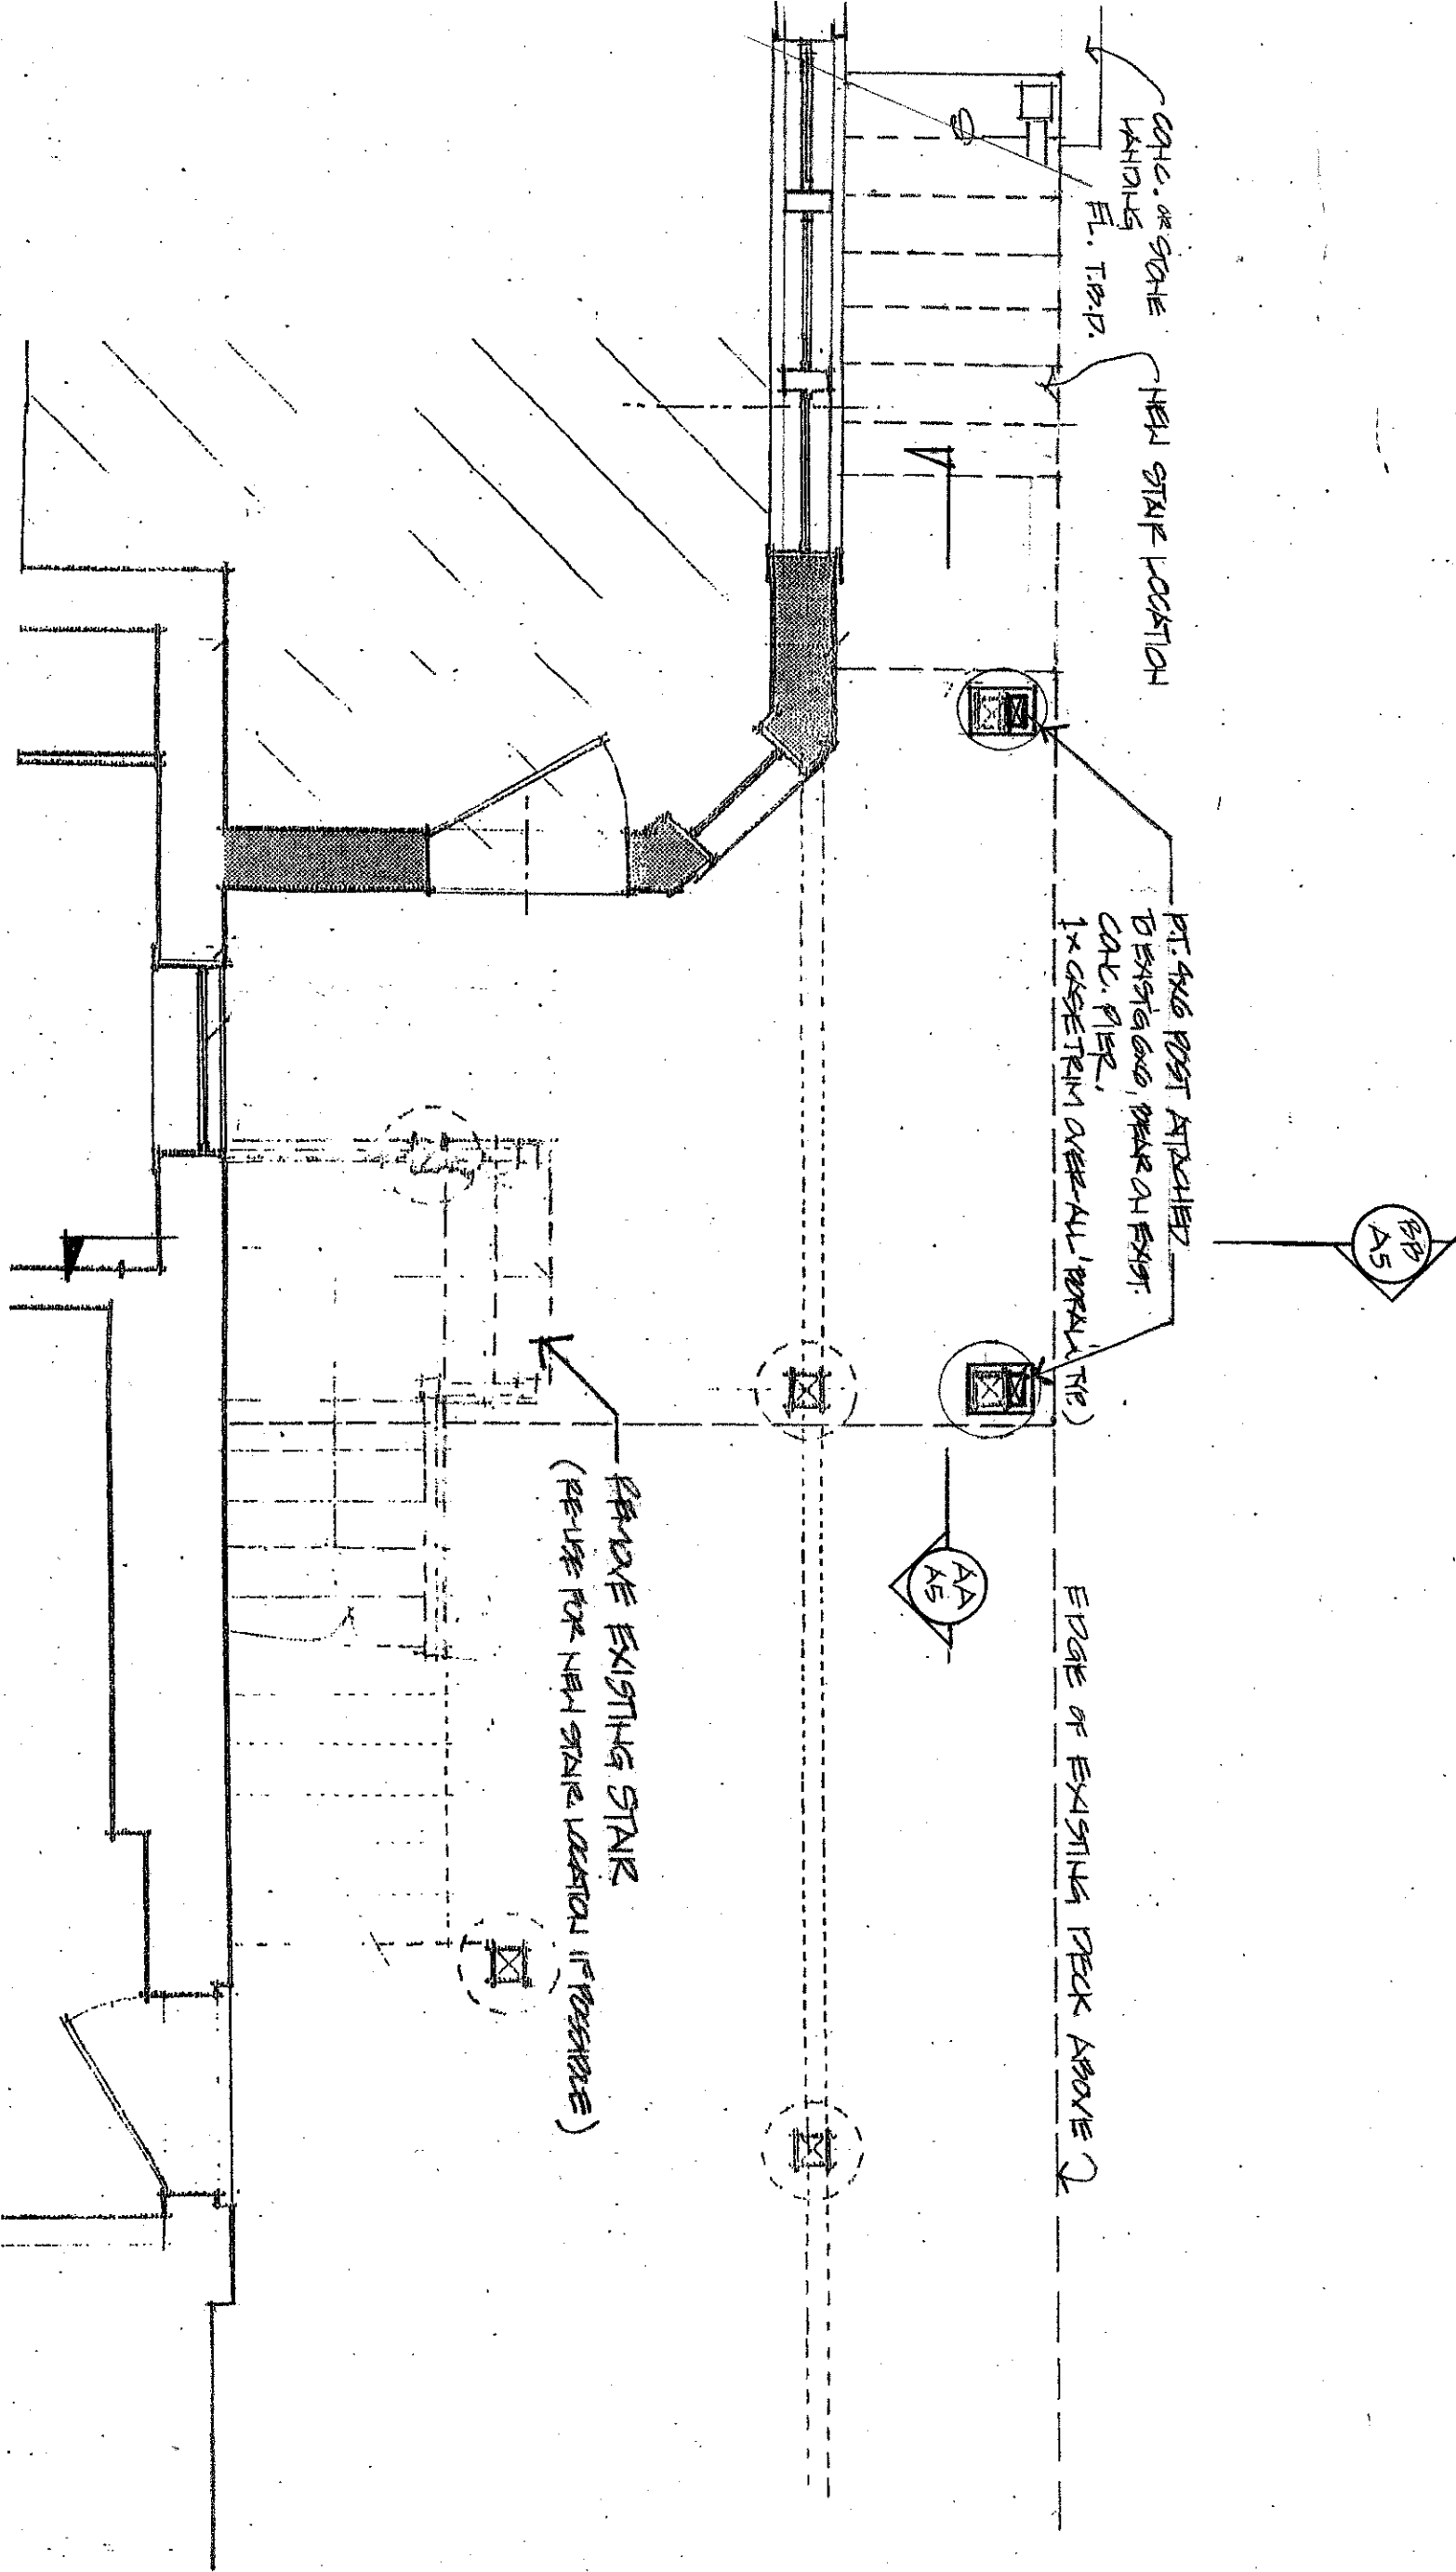 CONC. OR STONE
LANDING
EL. T.B.D.
NEW STAIR LOCATION
P.T. 4X6 POST ATTACHED
TO EXIST'G 6X6, BEAR ON EXIST.
CONC. PIER,
1X CASE TRIM OVER-ALL
BB
A5
AA
A5
EDGE OF EXISTING DECK ABOVE
REMOVE EXISTING STAIR
(RE-USE FOR NEW STAIR LOCATION IF POSSIBLE)